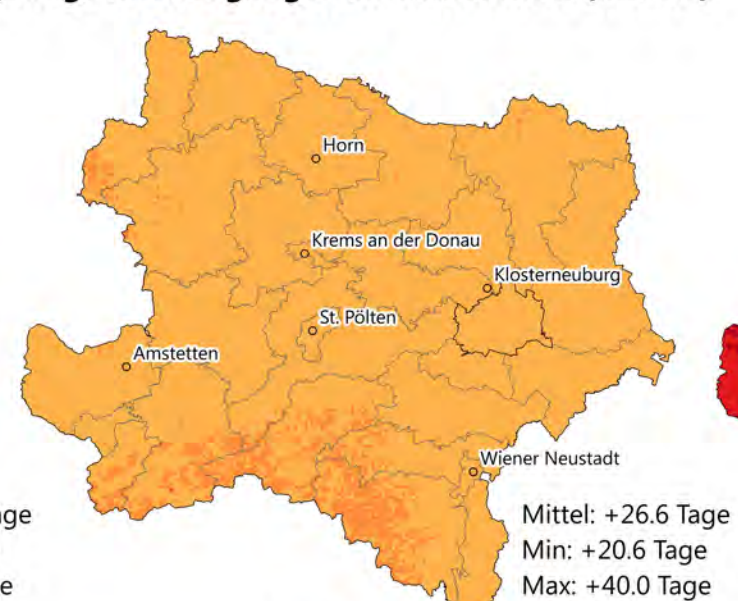 Horn
Krems an der Donau
Klosterneuburg
St. Pölten
Amstetten
Wiener Neustadt
Mittel: +26.6 Tage
Min: +20.6 Tage
Max: +40.0 Tage